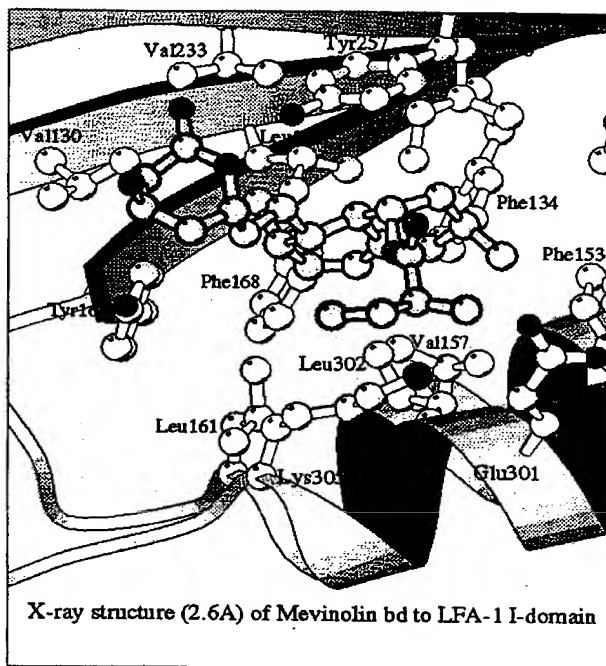 Val233
Tyr257
Val130
Leu
Phe134
Phe153
Phe168
Val157
Leu302
Leu161
Glu301
X-ray structure (2.6A) of Mevinolin bd to LFA-1 I-domain